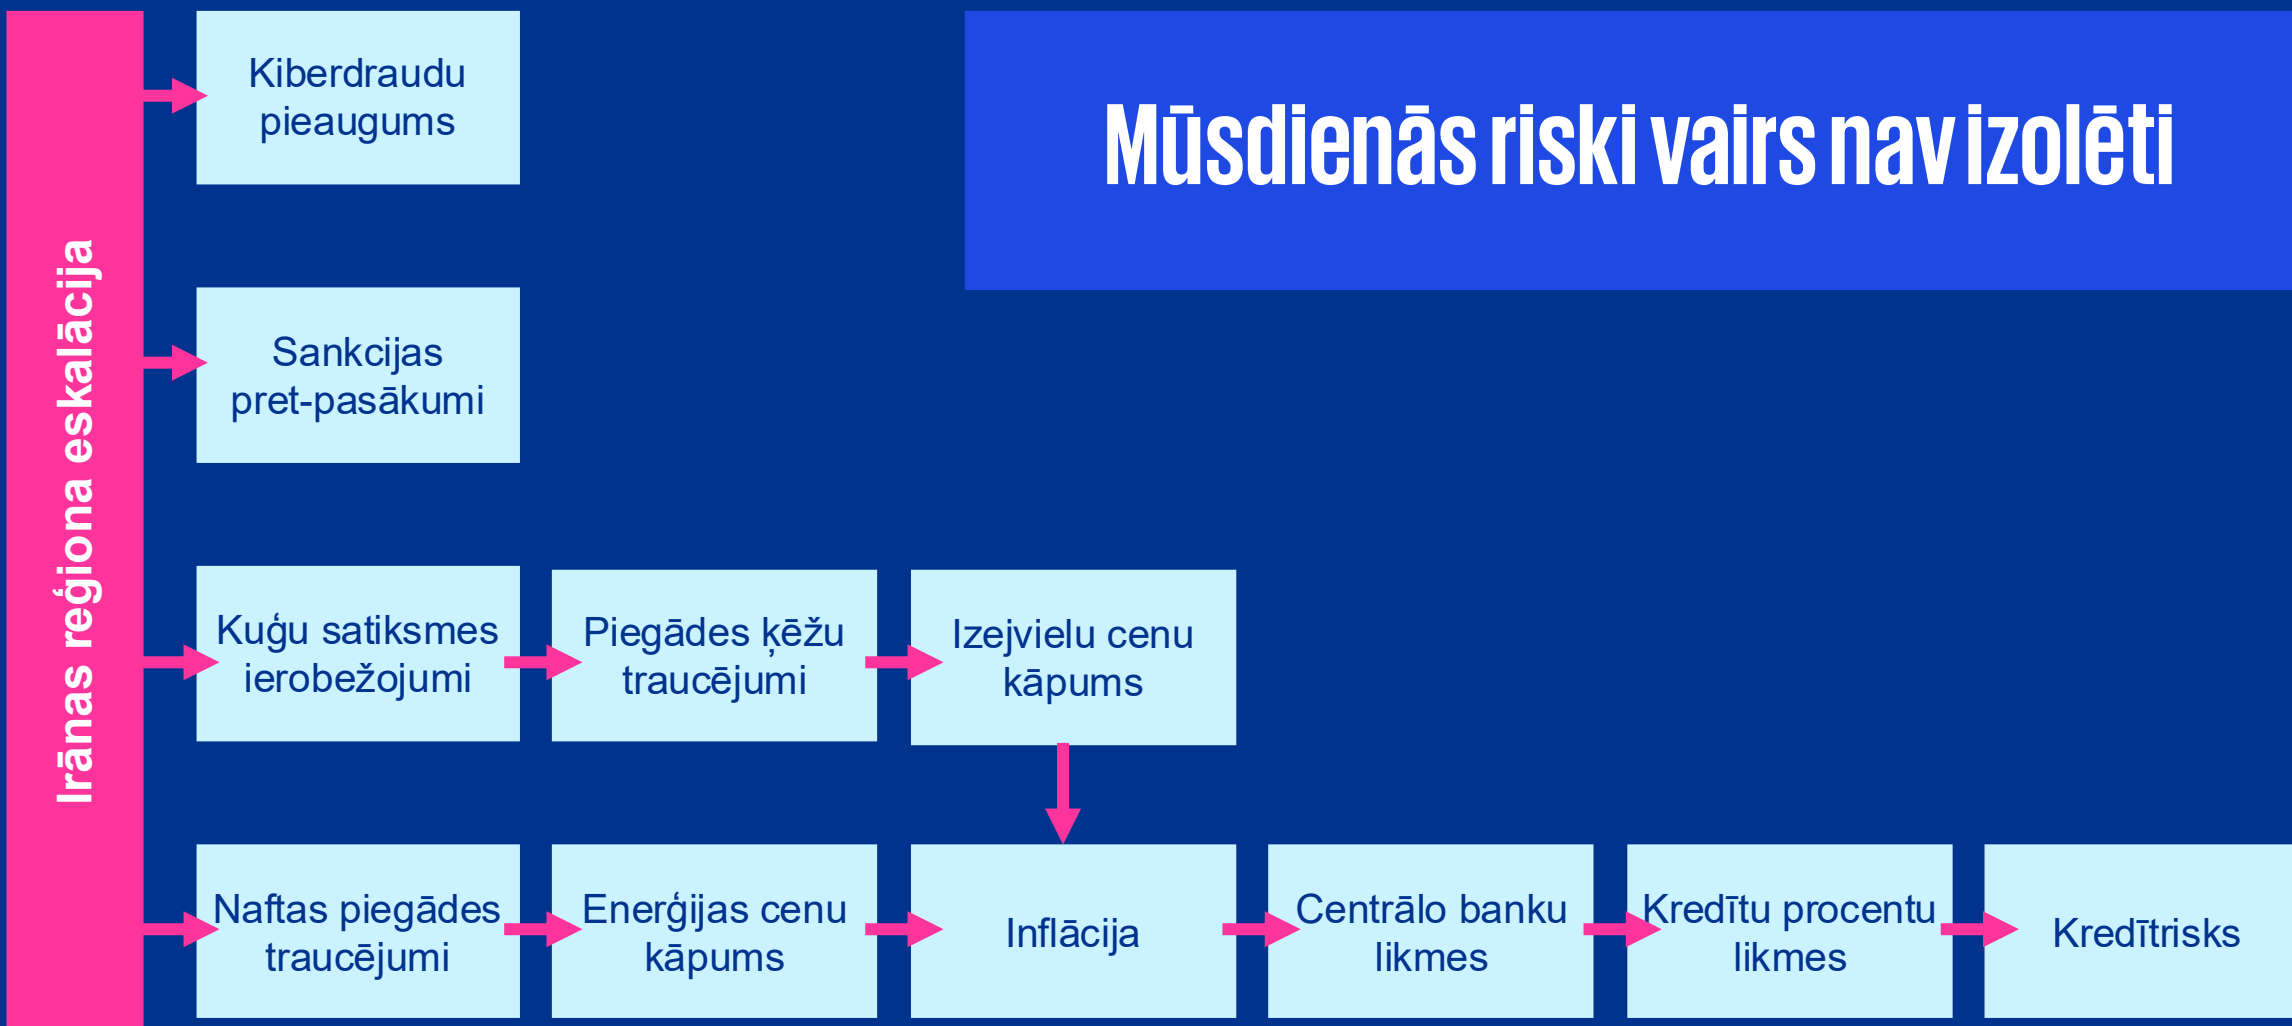 Mūsdienās riski vairs nav izolēti
Irānas reģiona eskalācija
Kiberdraudu
pieaugums
Sankcijas
pret-pasākumi
Kuģu satiksmes
ierobežojumi
Piegādes ķēžu
traucējumi
Izejvielu cenu
kāpums
Naftas piegādes
traucējumi
Enerģijas cenu
kāpums
Inflācija
Centrālo banku
likmes
Kredītu procentu
likmes
Kredītrisks